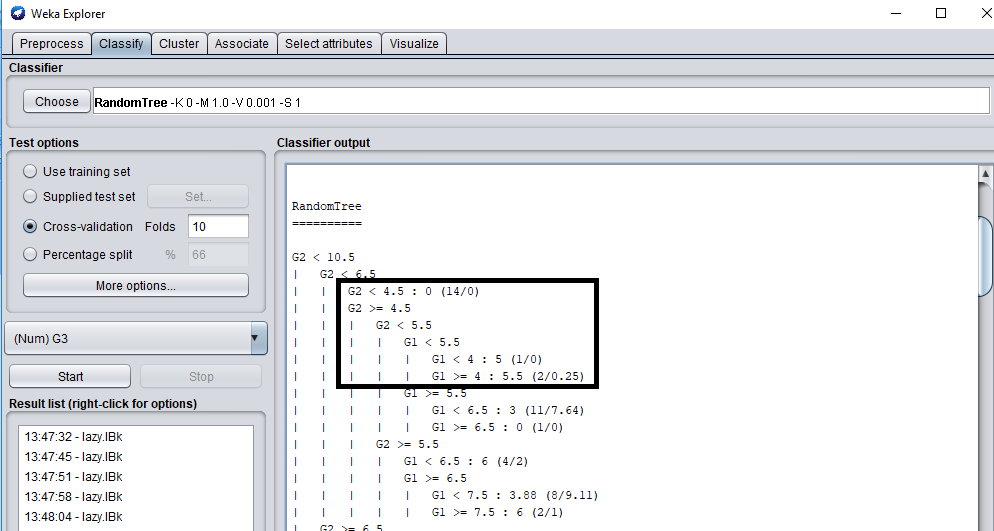 Weka Explorer
Preprocess Classify Cluster Associate Select attributes Visualize
Classifier
Choose RandomTree -K 0 -M 1.0 -V 0.001 -S 1
Test options
Use training set
Supplied test set Set...
Cross-validation Folds 10
Percentage split % 66
More options...
(Num) G3
Start Stop
Result list (right-click for options)
13:47:32 - lazy.IBk
13:47:45 - lazy.IBk
13:47:51 - lazy.IBk
13:47:58 - lazy.IBk
13:48:04 - lazy.IBk
Classifier output
RandomTree
==========
G2 < 10.5
|   G2 < 6.5
|   |   G2 < 4.5 : 0 (14/0)
|   |   G2 >= 4.5
|   |   |   G2 < 5.5
|   |   |   |   G1 < 5.5
|   |   |   |   |   G1 < 4 : 5 (1/0)
|   |   |   |   |   G1 >= 4 : 5.5 (2/0.25)
|   |   |   |   G1 >= 5.5
|   |   |   |   |   G1 < 6.5 : 3 (11/7.64)
|   |   |   |   |   G1 >= 6.5 : 0 (1/0)
|   |   |   G2 >= 5.5
|   |   |   |   G1 < 6.5 : 6 (4/2)
|   |   |   |   G1 >= 6.5
|   |   |   |   |   G1 < 7.5 : 3.88 (8/9.11)
|   |   |   |   |   G1 >= 7.5 : 6 (2/1)
|   G2 >= 6.5